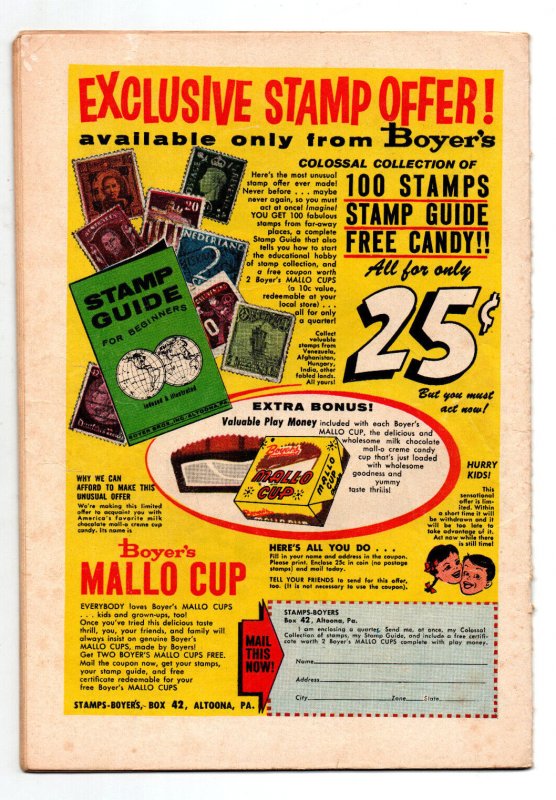 EXCLUSIVE STAMP OFFER!
available only from Boyer's
COLOSSAL COLLECTION OF
100 STAMPS
STAMP GUIDE
FREE CANDY!!
All for only
25¢
But you must
act now!
Here's the most unusual
stamp offer ever made!
Never before . . . maybe
never again, so you must
act at once! Imagine!
YOU GET 100 fabulous
stamps from far-away
places, a complete
Stamp Guide that also
tells you how to start
the educational hobby
of stamp collection, and
a free coupon worth
2 Boyer's MALLO CUPS
(a 10c value,
redeemable at your
local store) . . .
all for only
a quarter!
Collect
valuable
stamps from
Venezuela,
Afghanistan,
Hungary,
India, other
fabled lands.
All yours!
NEDERLAND
2
20
STAMP
GUIDE
FOR BEGINNERS
indexed & illustrated
BOYER BROS., INC. ALTOONA, PA.
EXTRA BONUS!
Valuable Play Money included with each Boyer's
MALLO CUP, the delicious and
wholesome milk chocolate
mall-o creme candy
cup that's just loaded
with wholesome
goodness and
yummy
taste thrills!
Boyer's
MALLO
CUP
MALLO
CUP
MALLO CUP
WHY WE CAN
AFFORD TO MAKE THIS
UNUSUAL OFFER
We're making this limited
offer to acquaint you with
America's favorite milk
chocolate mall-o creme
cup candy. Its name is
Boyer's
MALLO CUP
EVERYBODY loves Boyer's MALLO CUPS
. . . kids and grown-ups, too!
Once you've tried this delicious taste
thrill, you, your friends, and family will
always insist on genuine Boyer's
MALLO CUPS, made by Boyers!
Get TWO BOYER'S MALLO CUPS FREE.
Mail the coupon now, get your stamps,
your stamp guide, and free
certificate redeemable for your
free Boyer's MALLO CUPS
STAMPS-BOYER'S, BOX 42, ALTOONA, PA.
HURRY
KIDS!
This
sensational
offer is lim-
ited. Within
a short time it will
be withdrawn and it
will be too late to
take advantage of it.
Act now while there
is still time!
HERE'S ALL YOU DO . . .
Fill in your name and address in the coupon.
Please print. Enclose 25c in coin (no postage
stamps) and mail today.
TELL YOUR FRIENDS to send for this offer,
too. (It is not necessary to use the coupon).
MAIL
THIS
NOW!
STAMPS-BOYERS
Box 42, Altoona, Pa.
I am enclosing a quarter. Send me, at once, my Colossal
Collection of stamps, my Stamp Guide, and include a free certifi-
cate worth 2 Boyer's MALLO CUPS complete with play money.
Name
Address
City Zone State